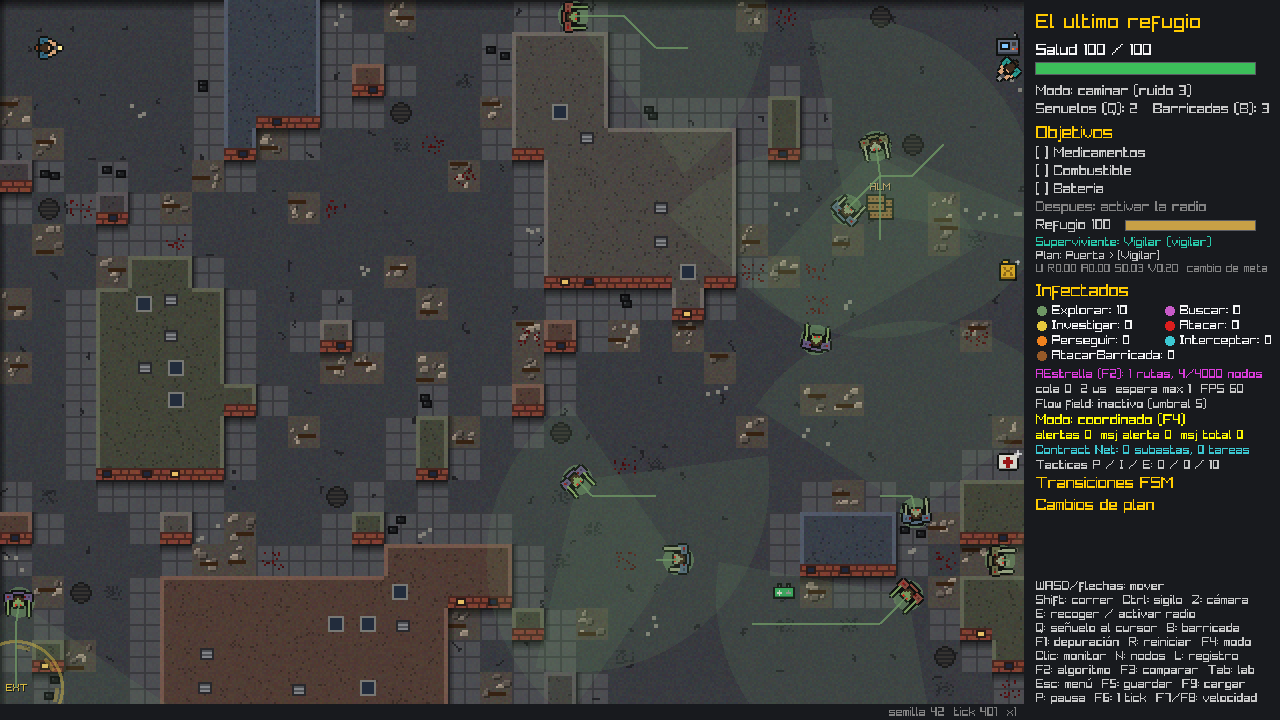 El ultimo refugio
Salud 100 / 100
Modo: caminar (ruido 3)
Señuelos (Q): 2 Barricadas (B): 3
Objetivos
[ ] Medicamentos
[ ] Combustible
[ ] Bateria
Despues: activar la radio
Refugio 100
Superviviente: Vigilar (vigilar)
Plan: Puerta > [Vigilar]
U R0.00 A0.00 S0.03 V0.20 cambio de meta
Infectados
Explorar: 10 Buscar: 0
Investigar: 0 Atacar: 0
Perseguir: 0 Interceptar:
AtacarBarricada: 0
AEstrella (F2): 1 rutas, 4/4000 nodos
cola 0 2 us espera max 1 FPS 60
Flow field: inactivo (umbral 5)
Modo: coordinado (F4)
alertas 0 msj alerta 0 msj total 0
Contract Net: 0 subastas, 0 tareas
Tacticas P / I / E: 0 / 0 / 10
Transiciones FSM
Cambios de plan
WASD/flechas: mover
Shift: correr Ctrl: sigilo Z: cámara
E: recoger / activar radio
Q: señuelo al cursor B: barricada
F1: depuración R: reiniciar F4: modo
Clic: monitor N: nodos L: registro
F2: algoritmo F3: comparar Tab: lab
Esc: menú F5: guardar F9: cargar
P: pausa F6: 1 tick F7/F8: velocidad
ALM
EXT
semilla 42 tick 401 x1